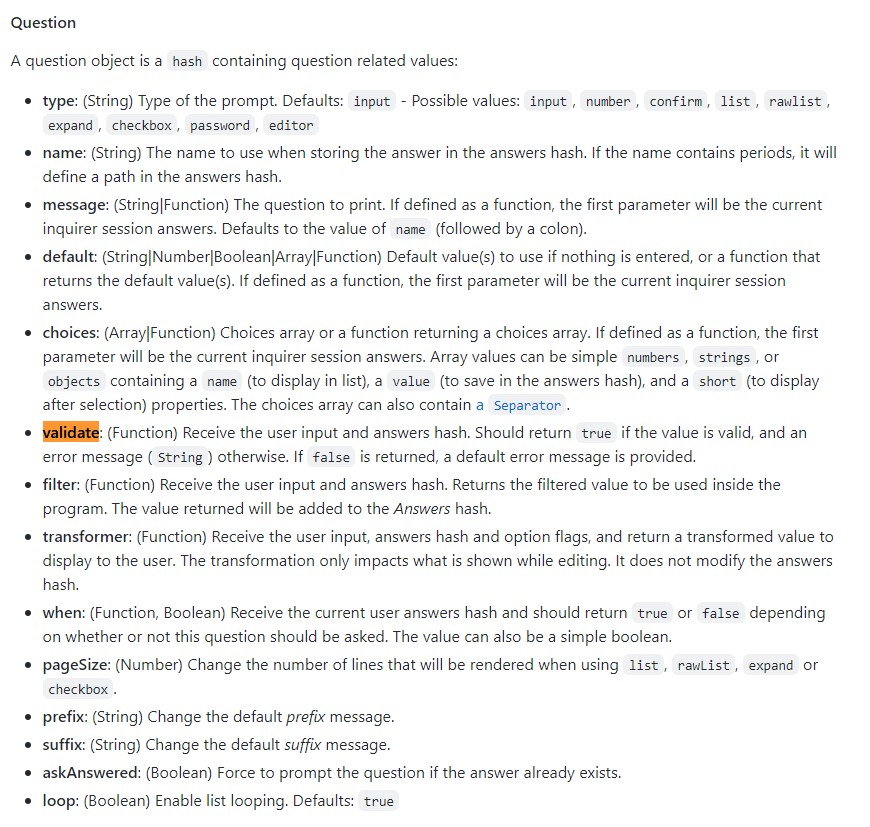 Question
A question object is a hash containing question related values:
• type: (String) Type of the prompt. Defaults: input - Possible values: input , number , confirm , list , rawlist ,
expand , checkbox , password , editor
• name: (String) The name to use when storing the answer in the answers hash. If the name contains periods, it will
define a path in the answers hash.
• message: (String|Function) The question to print. If defined as a function, the first parameter will be the current
inquirer session answers. Defaults to the value of name (followed by a colon).
• default: (String|Number|Boolean|Array|Function) Default value(s) to use if nothing is entered, or a function that
returns the default value(s). If defined as a function, the first parameter will be the current inquirer session
answers.
• choices: (Array|Function) Choices array or a function returning a choices array. If defined as a function, the first
parameter will be the current inquirer session answers. Array values can be simple numbers , strings , or
objects containing a name (to display in list), a value (to save in the answers hash), and a short (to display
after selection) properties. The choices array can also contain a Separator .
• validate: (Function) Receive the user input and answers hash. Should return true if the value is valid, and an
error message ( String ) otherwise. If false is returned, a default error message is provided.
• filter: (Function) Receive the user input and answers hash. Returns the filtered value to be used inside the
program. The value returned will be added to the Answers hash.
• transformer: (Function) Receive the user input, answers hash and option flags, and return a transformed value to
display to the user. The transformation only impacts what is shown while editing. It does not modify the answers
hash.
• when: (Function, Boolean) Receive the current user answers hash and should return true or false depending
on whether or not this question should be asked. The value can also be a simple boolean.
• pageSize: (Number) Change the number of lines that will be rendered when using list , rawList , expand or
checkbox .
• prefix: (String) Change the default prefix message.
• suffix: (String) Change the default suffix message.
• askAnswered: (Boolean) Force to prompt the question if the answer already exists.
• loop: (Boolean) Enable list looping. Defaults: true